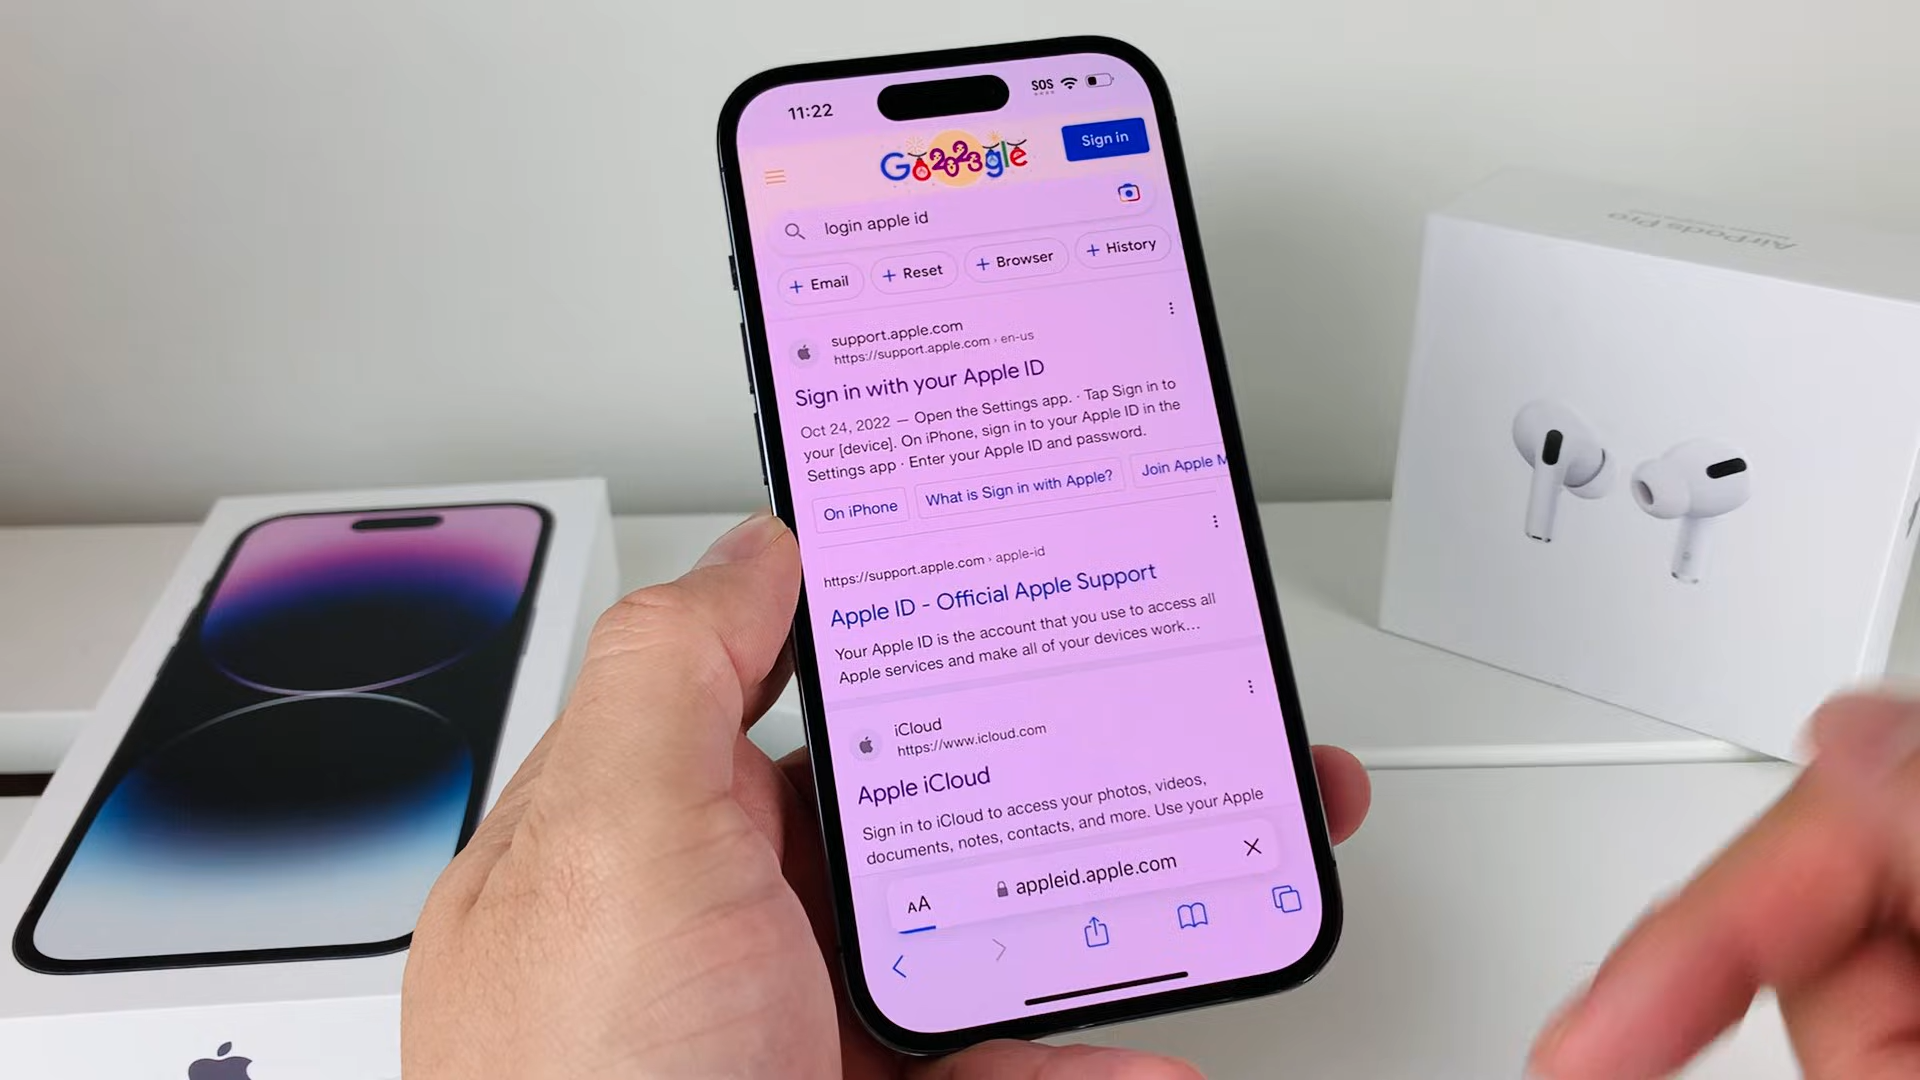 11:22
SOS
Go2023gle
Sign in
login apple id
+ Email
+ Reset
+ Browser
+ History
support.apple.com
https://support.apple.com › en-us
Sign in with your Apple ID
Oct 24, 2022 — Open the Settings app. · Tap Sign in to
your [device]. On iPhone, sign in to your Apple ID in the
Settings app · Enter your Apple ID and password.
On iPhone
What is Sign in with Apple?
Join Apple M
https://support.apple.com › apple-id
Apple ID - Official Apple Support
Your Apple ID is the account that you use to access all
Apple services and make all of your devices work...
iCloud
https://www.icloud.com
Apple iCloud
Sign in to iCloud to access your photos, videos,
documents, notes, contacts, and more. Use your Apple
AA
appleid.apple.com
AirPods Pro